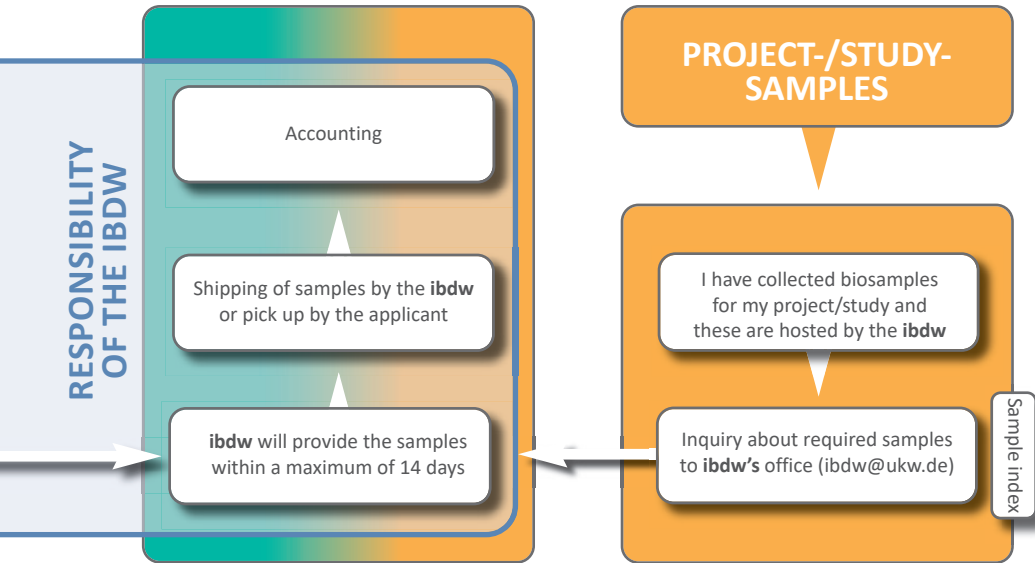 RESPONSIBILITY
OF THE IBDW
Accounting
Shipping of samples by the ibdw
or pick up by the applicant
ibdw will provide the samples
within a maximum of 14 days
PROJECT-/STUDY-
SAMPLES
I have collected biosamples
for my project/study and
these are hosted by the ibdw
Inquiry about required samples
to ibdw’s office (ibdw@ukw.de)
Sample index